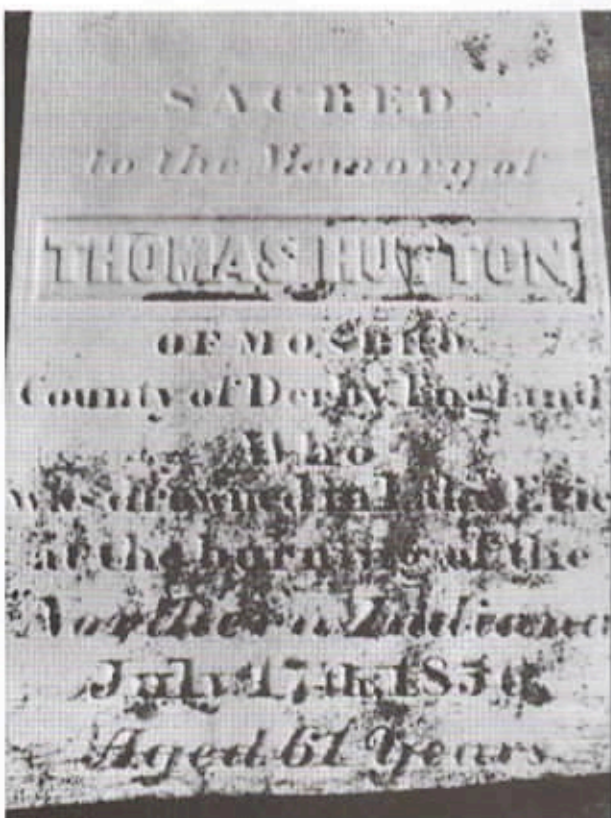 SACRED
to the Memory of
THOMAS HUTTON
OF MOSBRO
County of Derby, England
Who
was drowned in Lake Erie
at the burning of the
Northern Indiana
July 17th, 1856,
Aged 61 Years